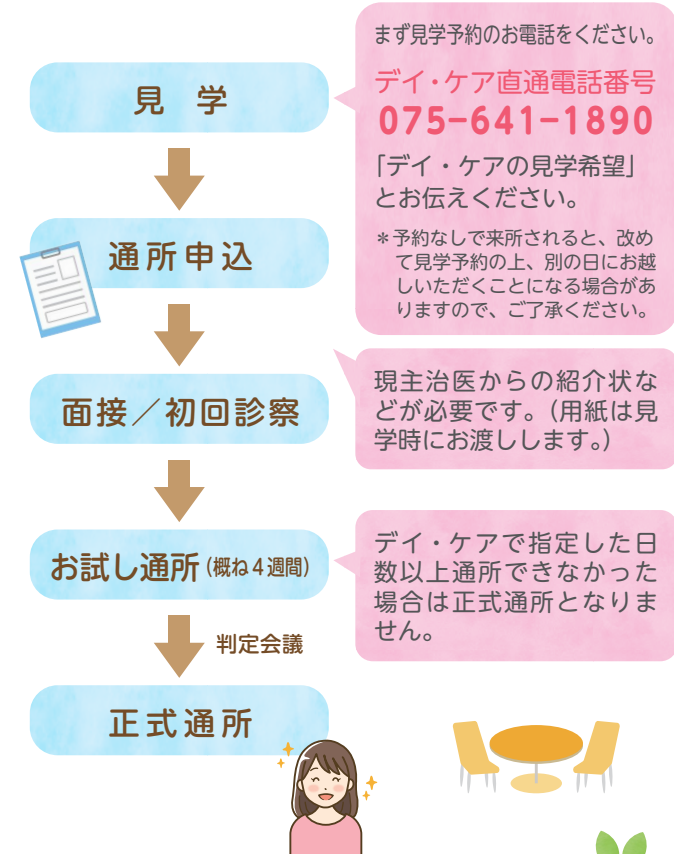 見 学
まず見学予約のお電話をください。
デイ・ケア直通電話番号
075-641-1890
「デイ・ケアの見学希望」
とお伝えください。
＊予約なしで来所されると、改め
て見学予約の上、別の日にお越
しいただくことになる場合があ
りますので、ご了承ください。
通所申込
現主治医からの紹介状な
どが必要です。（用紙は見
学時にお渡しします。）
面接／初回診察
お試し通所（概ね4週間）
デイ・ケアで指定した日
数以上通所できなかった
場合は正式通所となりま
せん。
判定会議
正式通所